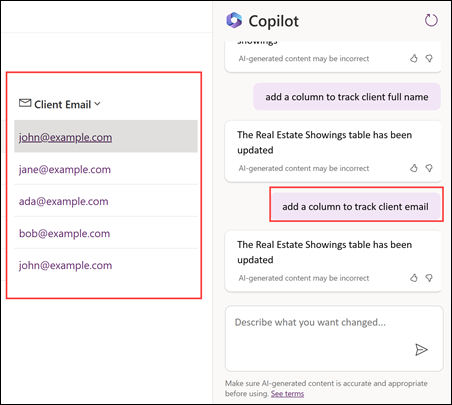 Client Email
john@example.com
jane@example.com
ada@example.com
bob@example.com
john@example.com
Copilot
showings
AI-generated content may be incorrect
add a column to track client full name
The Real Estate Showings table has been
updated
AI-generated content may be incorrect
add a column to track client email
The Real Estate Showings table has been
updated
AI-generated content may be incorrect
Describe what you want changed...
Make sure AI-generated content is accurate and appropriate
before using. See terms